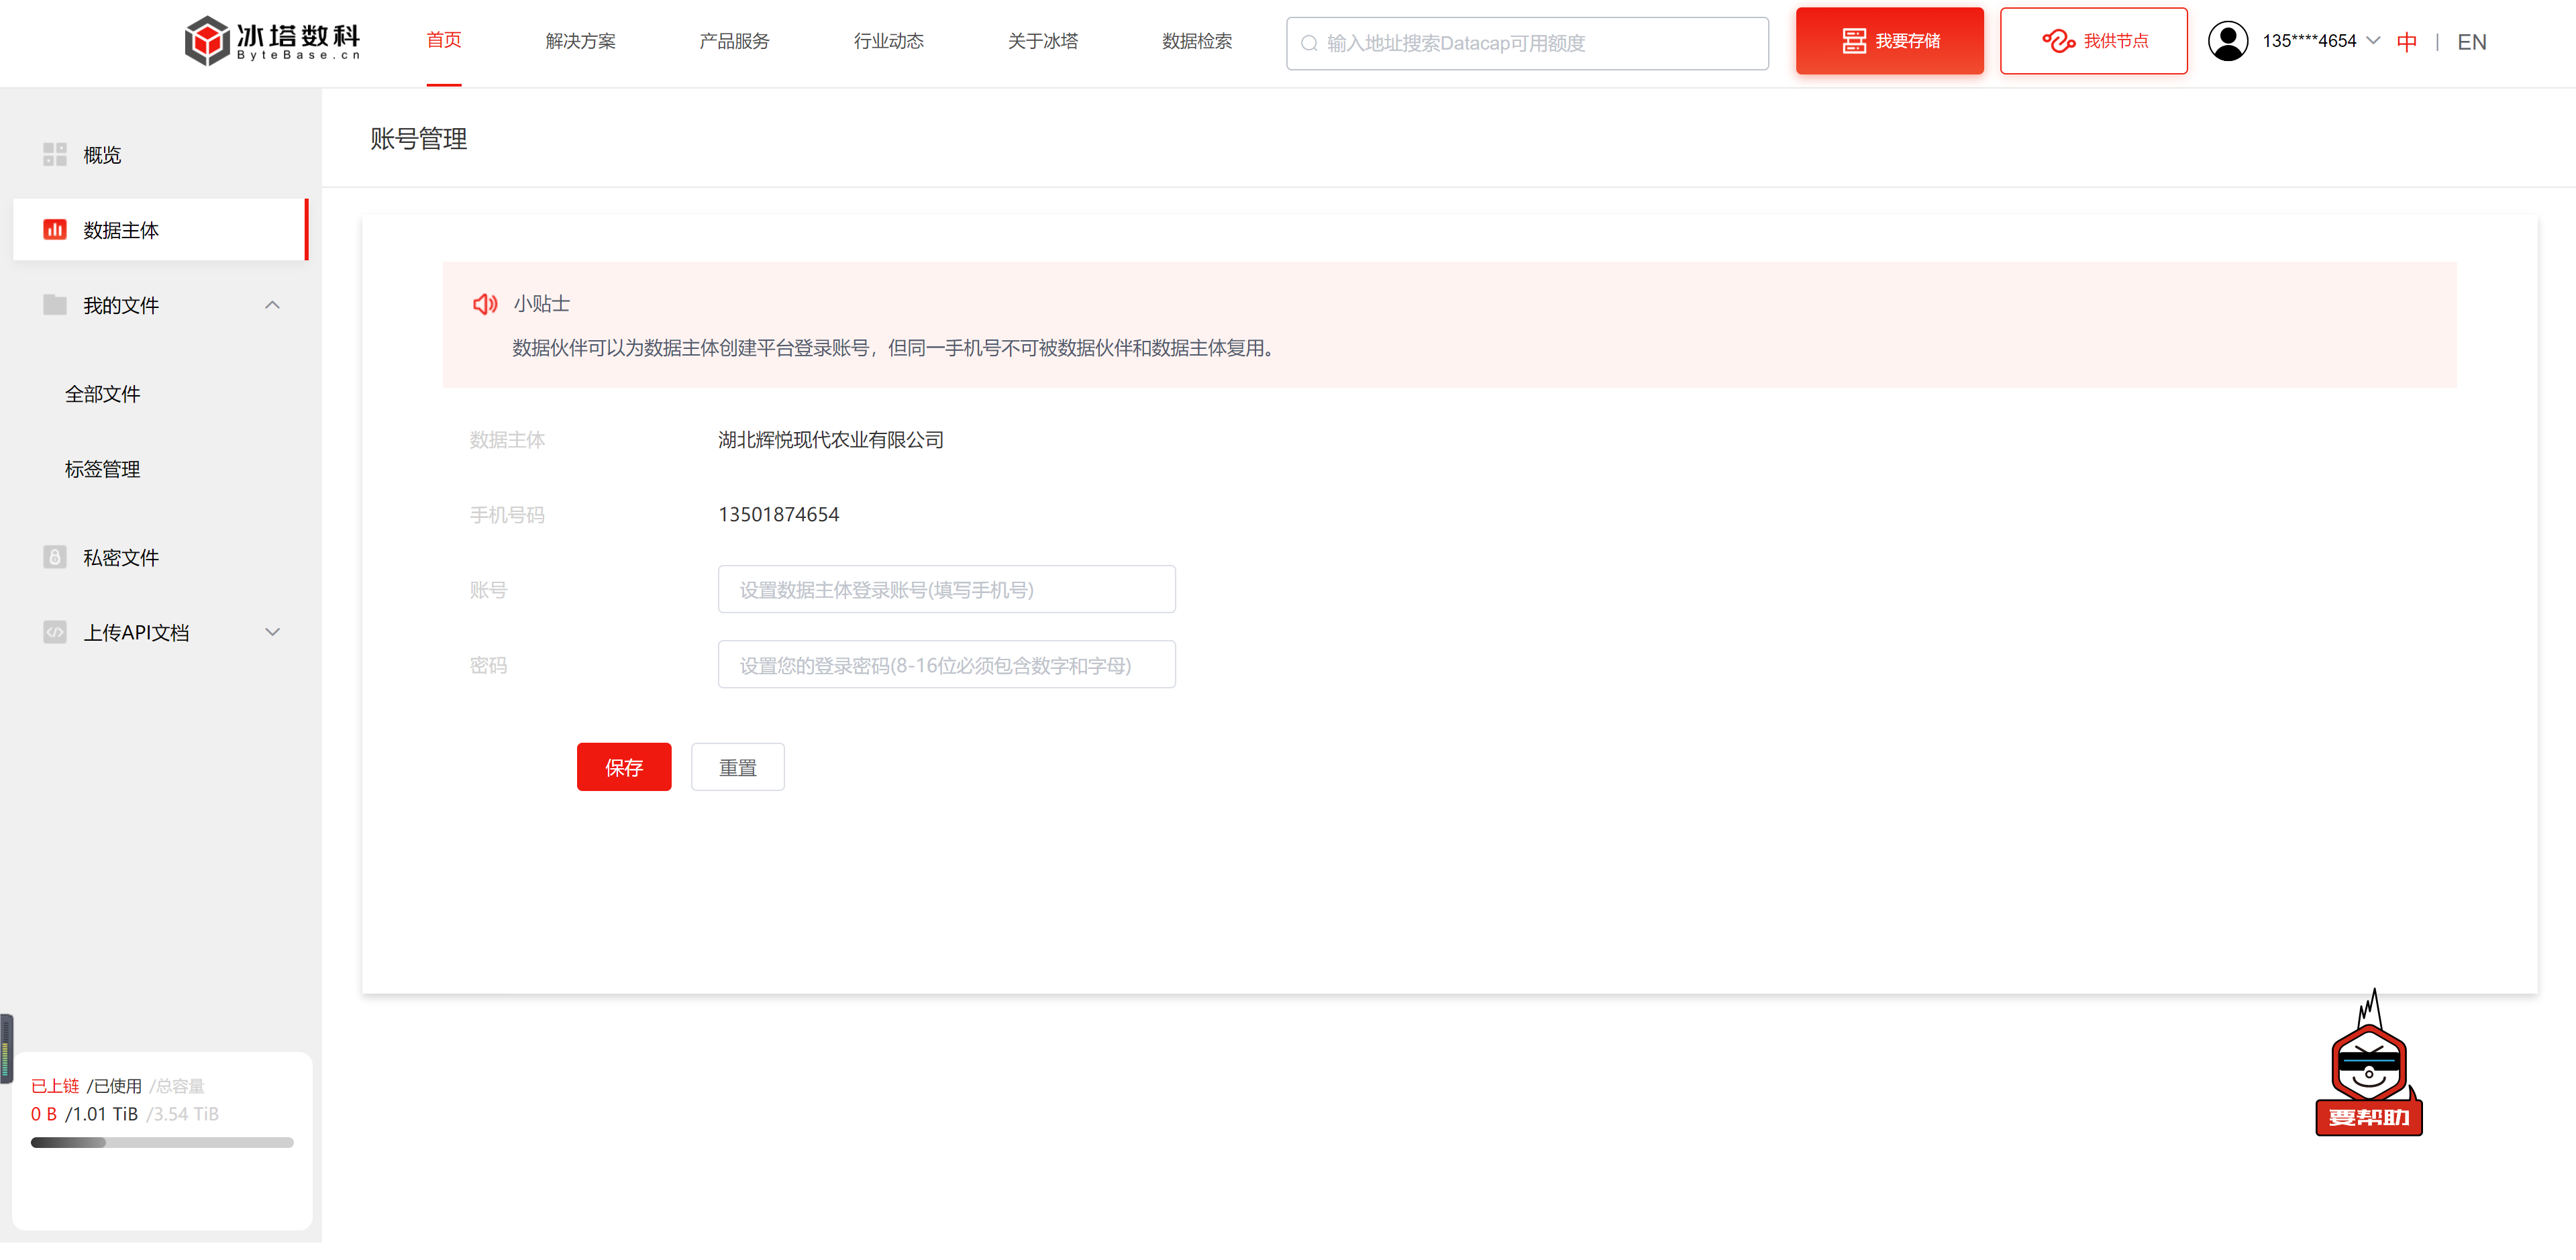 冰塔数科
ByteBase.cn
首页
解决方案
产品服务
行业动态
关于冰塔
数据检索
输入地址搜索Datacap可用额度
我要存储
我供节点
135****4654
中 | EN
概览
数据主体
我的文件
全部文件
标签管理
私密文件
上传API文档
已上链 /已使用 /总容量
0 B /1.01 TiB /3.54 TiB
账号管理
小贴士
数据伙伴可以为数据主体创建平台登录账号，但同一手机号不可被数据伙伴和数据主体复用。
数据主体 湖北辉悦现代农业有限公司
手机号码 13501874654
账号 设置数据主体登录账号(填写手机号)
密码 设置您的登录密码(8-16位必须包含数字和字母)
保存 重置
要帮助